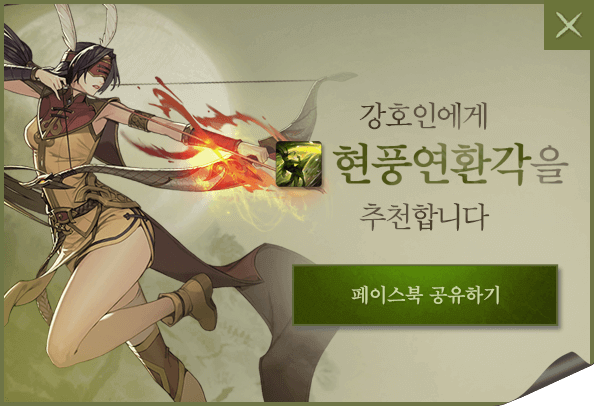 강호인에게
현풍연환각을
추천합니다
페이스북 공유하기